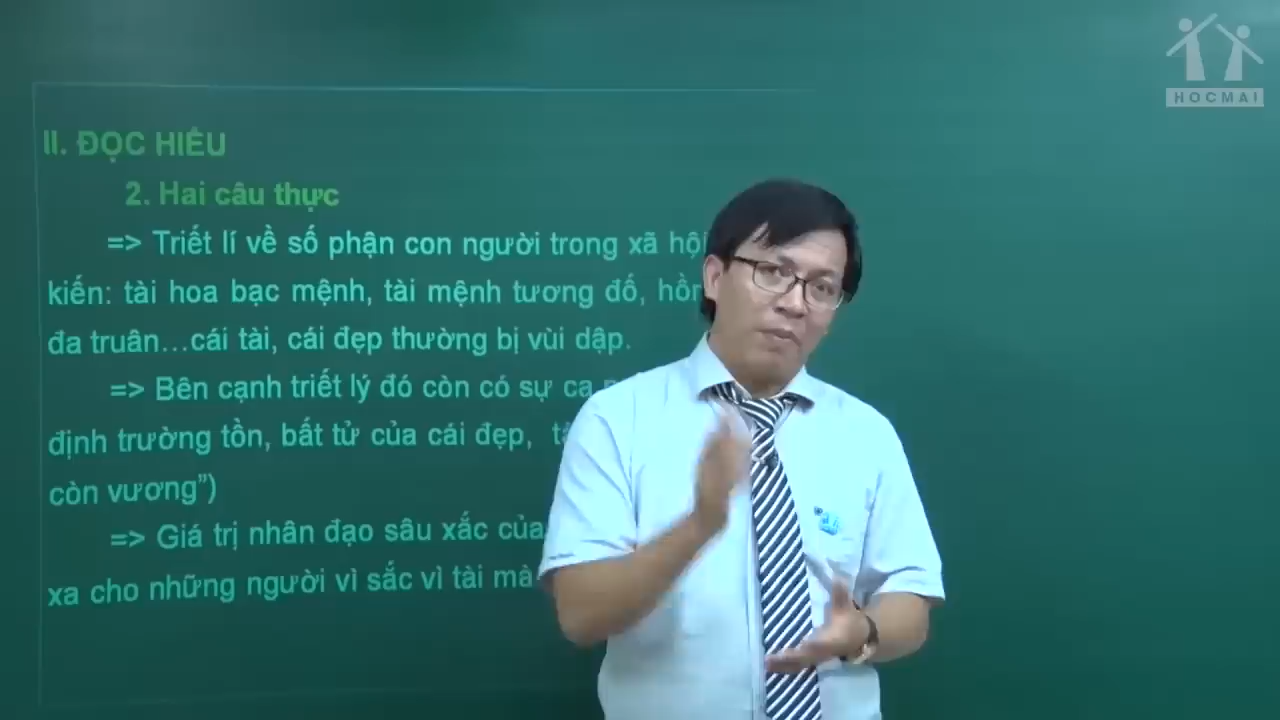 HOCMAI
II. ĐỌC HIỂU
2. Hai câu thực
=> Triết lí về số phận con người trong xã hội
kiến: tài hoa bạc mệnh, tài mệnh tương đố,
đa truân...cái tài, cái đẹp thường bị vùi dập.
=> Bên cạnh triết lý đó còn có sự ca
định trường tồn, bất tử của cái đẹp,
còn vương”)
=> Giá trị nhân đạo sâu xắc của
xa cho những người vì sắc vì tài mà